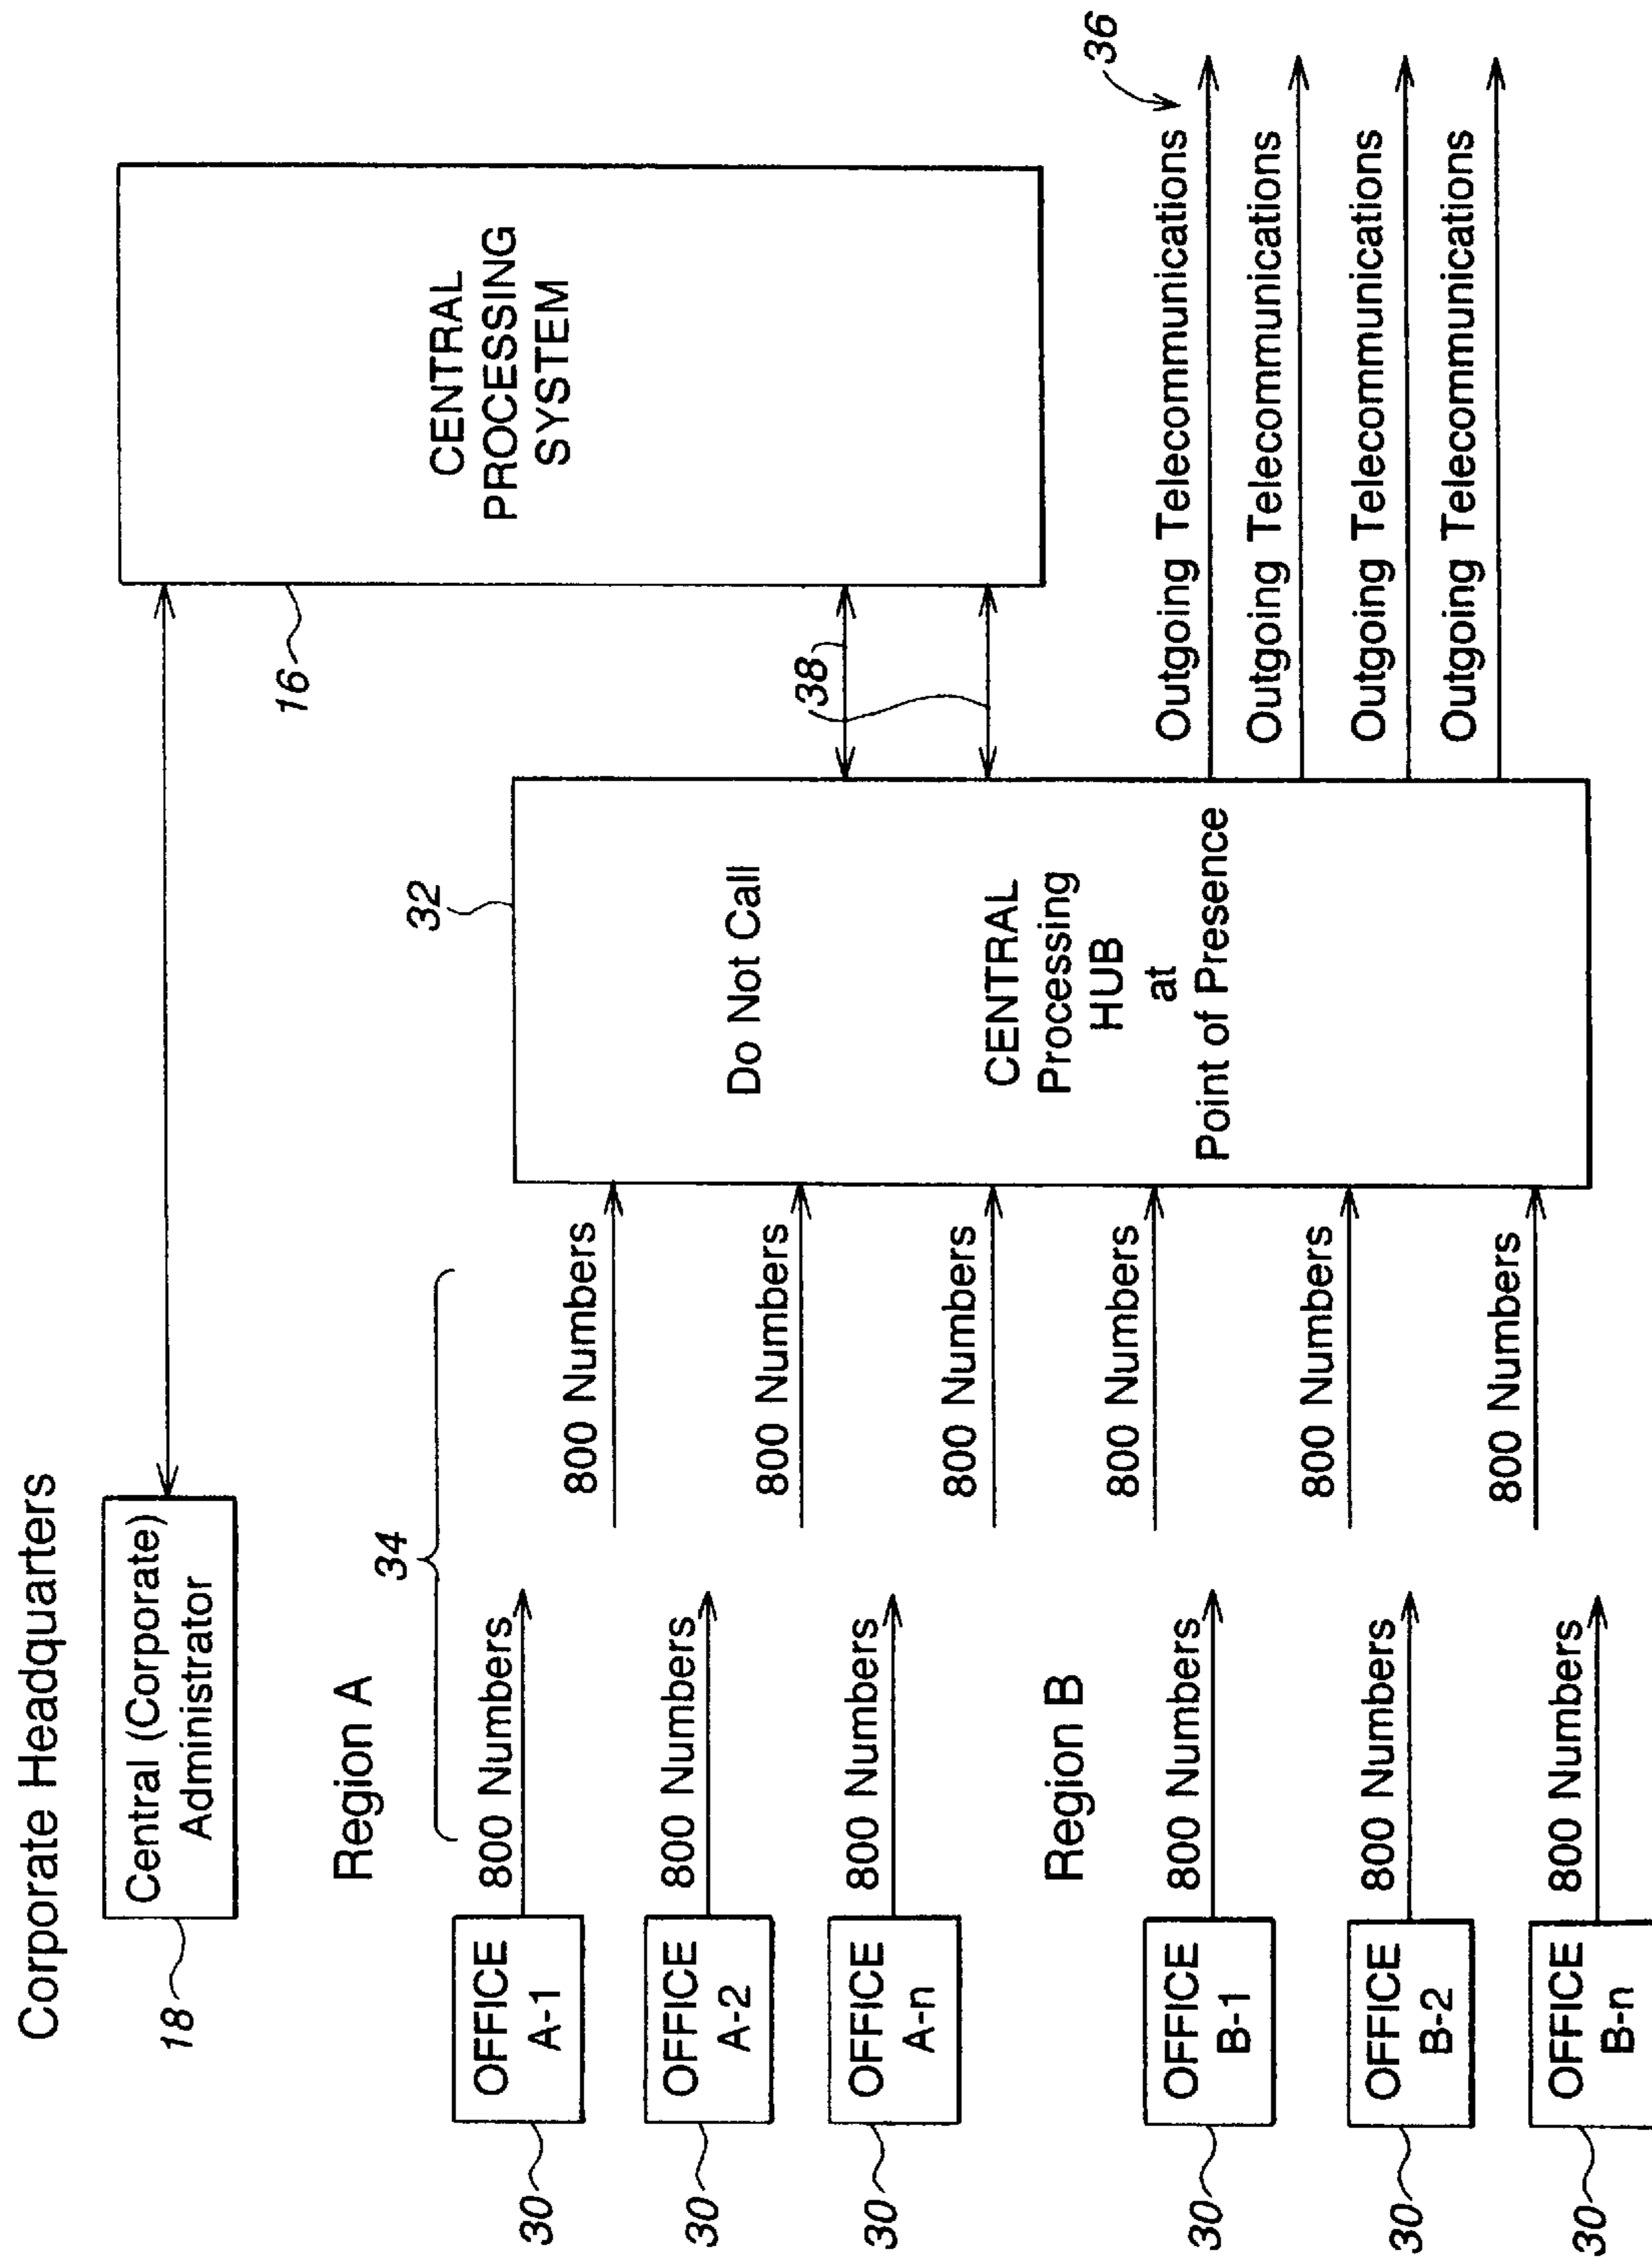 Corporate Headquarters
Central (Corporate)
Administrator
18
CENTRAL
PROCESSING
SYSTEM
16
Region A
34
32
38
36
OFFICE
A-1
30
800 Numbers
800 Numbers
OFFICE
A-2
30
800 Numbers
800 Numbers
OFFICE
A-n
30
800 Numbers
800 Numbers
Region B
OFFICE
B-1
30
800 Numbers
800 Numbers
OFFICE
B-2
30
800 Numbers
800 Numbers
OFFICE
B-n
30
800 Numbers
800 Numbers
Do Not Call
CENTRAL
Processing
HUB
at
Point of Presence
Outgoing Telecommunications
Outgoing Telecommunications
Outgoing Telecommunications
Outgoing Telecommunications